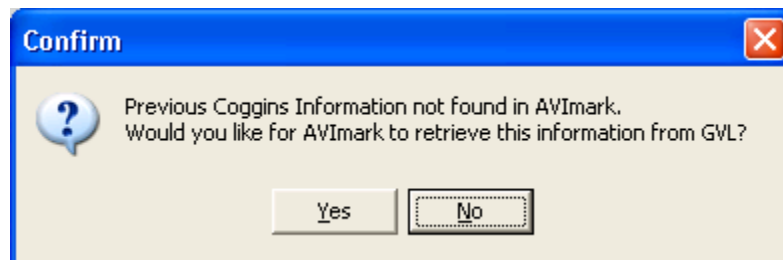 Confirm
Previous Coggins Information not found in AVImark.
Would you like for AVImark to retrieve this information from GVL?
Yes No